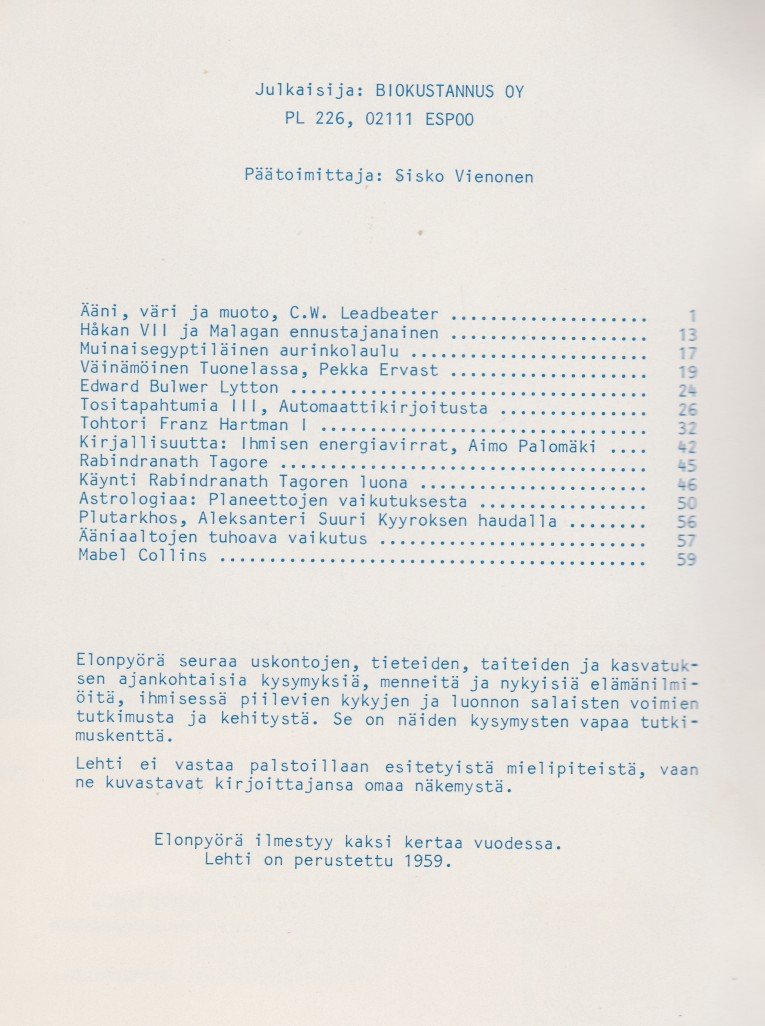 Julkaisija: BIOKUSTANNUS OY
PL 226, 02111 ESPOO
Päätoimittaja: Sisko Vienonen
Ääni, väri ja muoto, C.W. Leadbeater .................... 1
Håkan VII ja Malagan ennustajanainen .................... 13
Muinaisegyptiläinen aurinkolaulu ........................ 17
Väinämöinen Tuonelassa, Pekka Ervast .................... 19
Edward Bulwer Lytton .................................... 24
Tositapahtumia III, Automaattikirjoitusta ............... 26
Tohtori Franz Hartman I ................................. 32
Kirjallisuutta: Ihmisen energiavirrat, Aimo Palomäki .... 42
Rabindranath Tagore ..................................... 45
Käynti Rabindranath Tagoren luona ....................... 46
Astrologiaa: Planeettojen vaikutuksesta ................. 50
Plutarkhos, Aleksanteri Suuri Kyyroksen haudalla ........ 56
Ääniaaltojen tuhoava vaikutus ........................... 57
Mabel Collins ........................................... 59
Elonpyörä seuraa uskontojen, tieteiden, taiteiden ja kasvatuk-
sen ajankohtaisia kysymyksiä, menneitä ja nykyisiä elämänilmi-
öitä, ihmisessä piilevien kykyjen ja luonnon salaisten voimien
tutkimusta ja kehitystä. Se on näiden kysymysten vapaa tutki-
muskenttä.
Lehti ei vastaa palstoillaan esitetyistä mielipiteistä, vaan
ne kuvastavat kirjoittajansa omaa näkemystä.
Elonpyörä ilmestyy kaksi kertaa vuodessa.
Lehti on perustettu 1959.